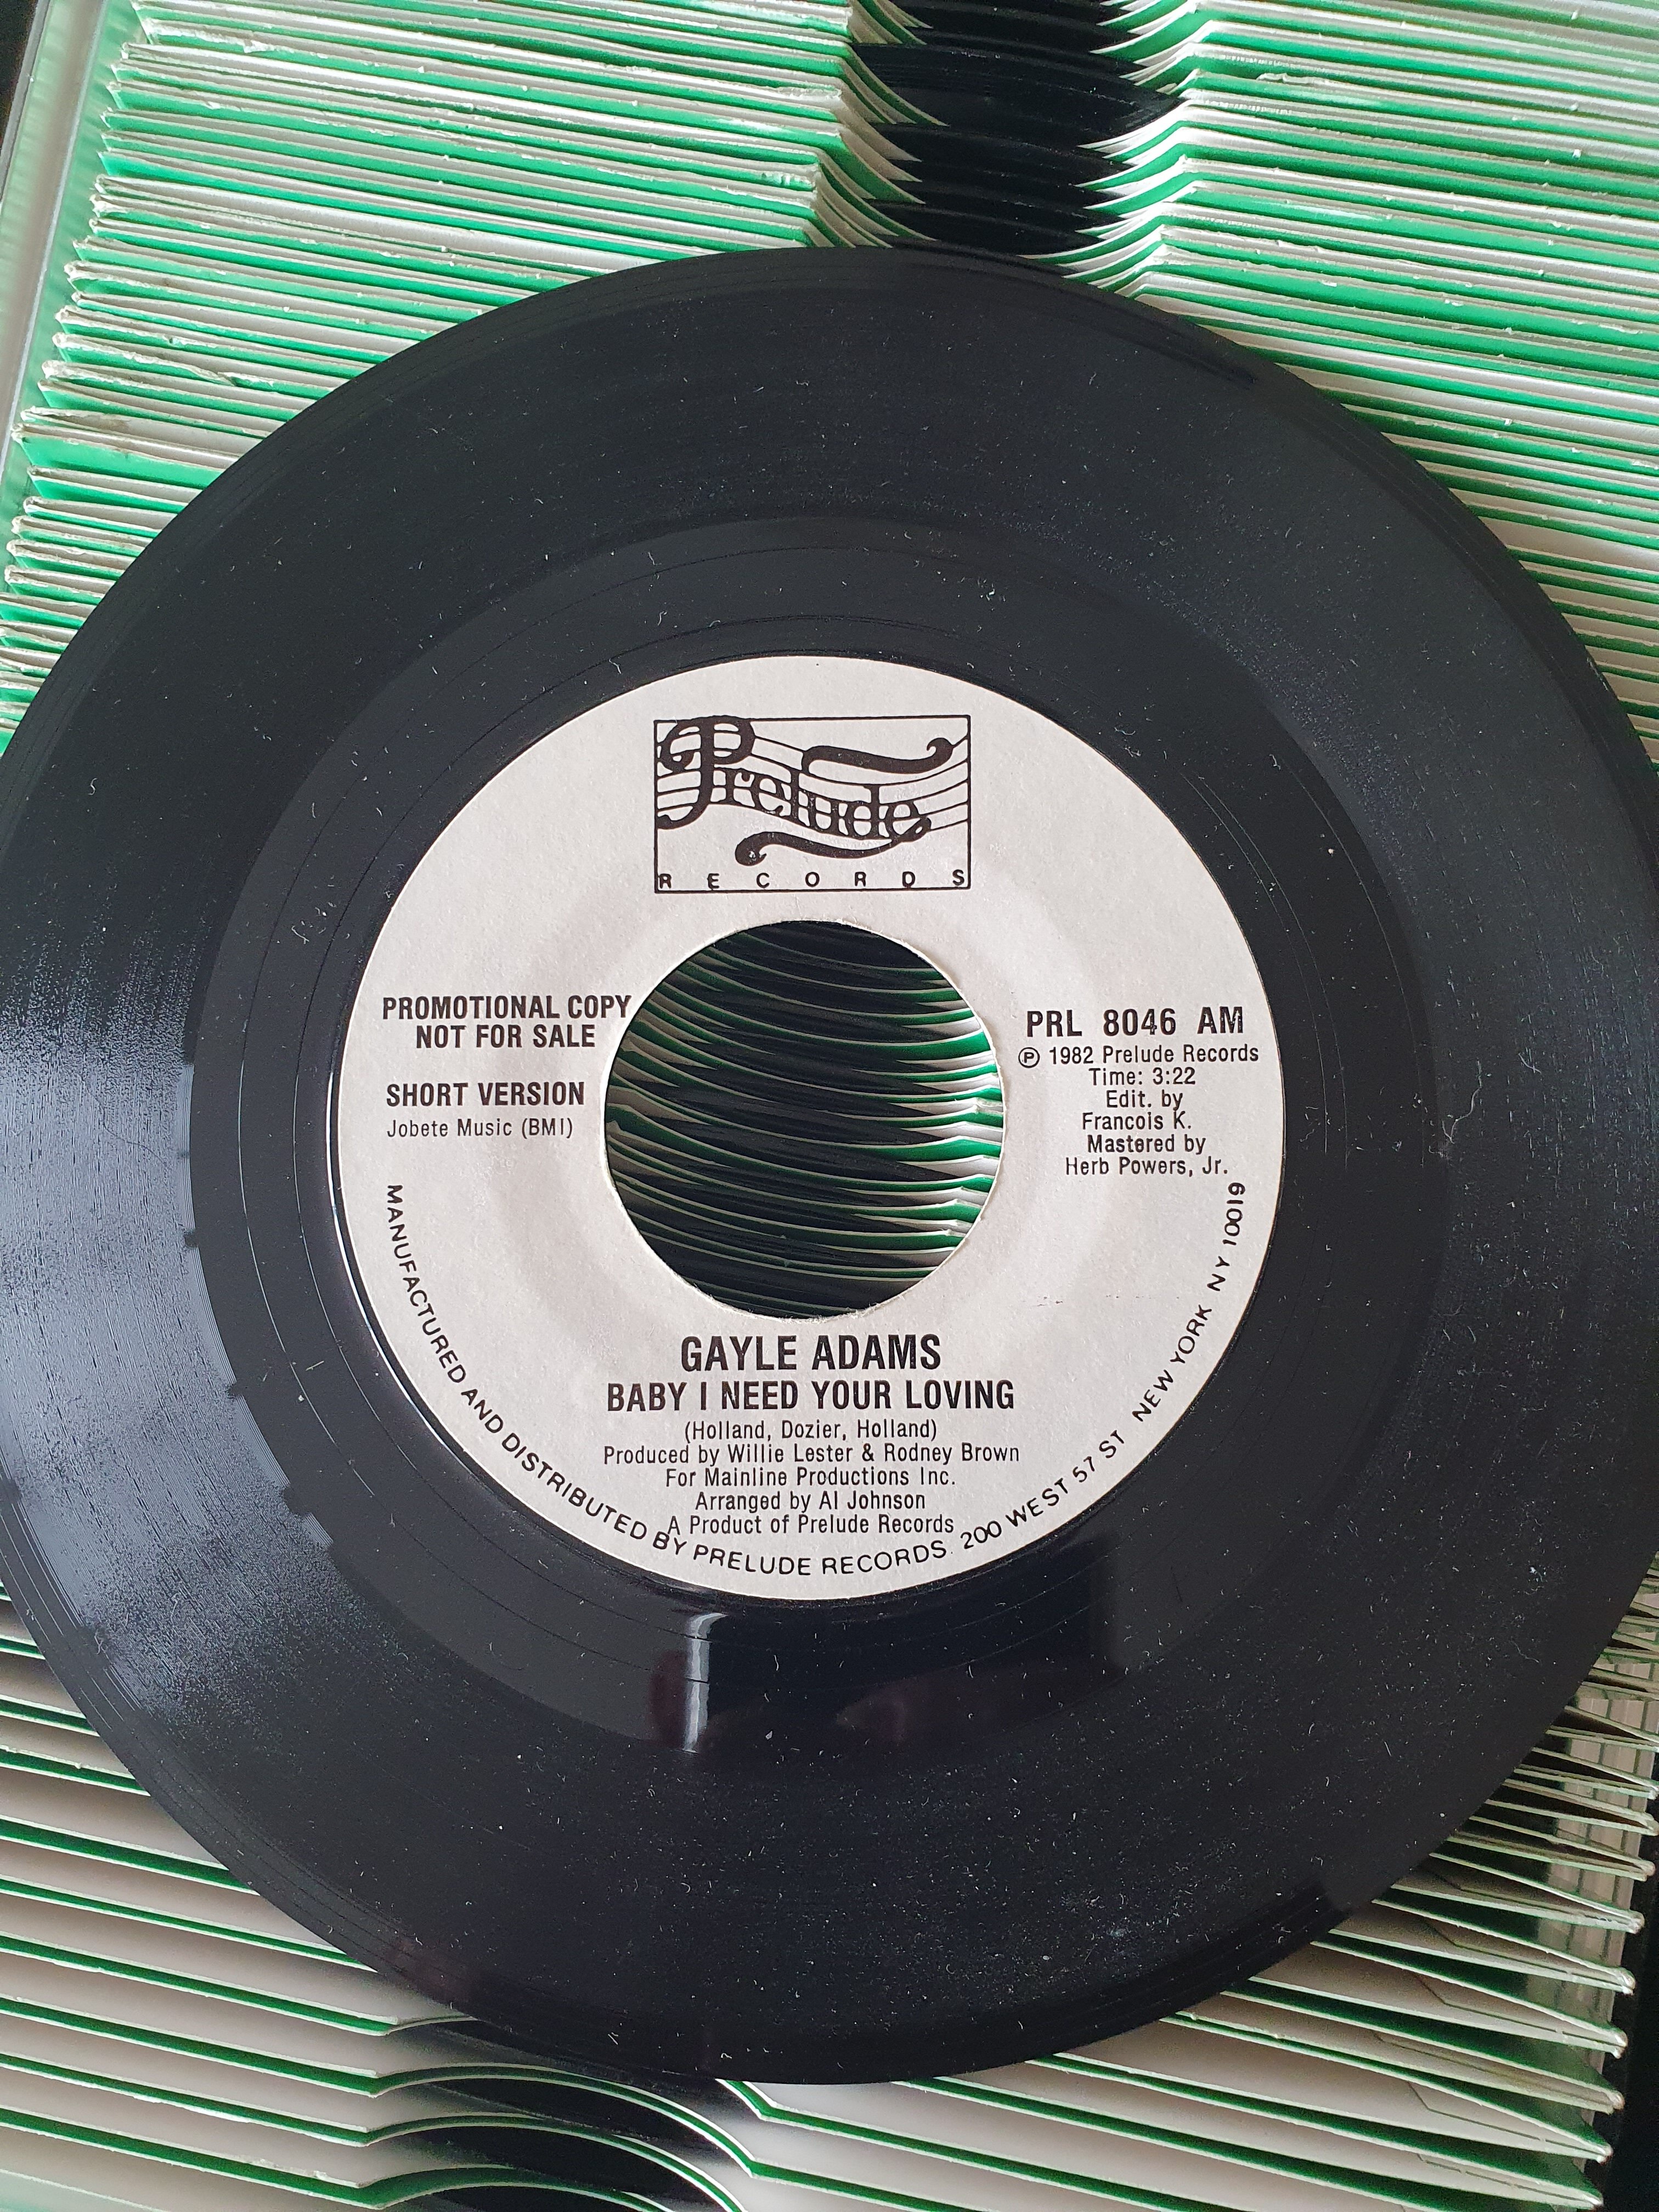 Prelude
RECORDS
PROMOTIONAL COPY
NOT FOR SALE
SHORT VERSION
Jobete Music (BMI)
PRL 8046 AM
Ⓟ 1982 Prelude Records
Time: 3:22
Edit. by
Francois K.
Mastered by
Herb Powers, Jr.
GAYLE ADAMS
BABY I NEED YOUR LOVING
(Holland, Dozier, Holland)
Produced by Willie Lester & Rodney Brown
For Mainline Productions Inc.
Arranged by Al Johnson
A Product of Prelude Records
MANUFACTURED AND DISTRIBUTED BY PRELUDE RECORDS. 200 WEST 57 ST NEW YORK NY 10019